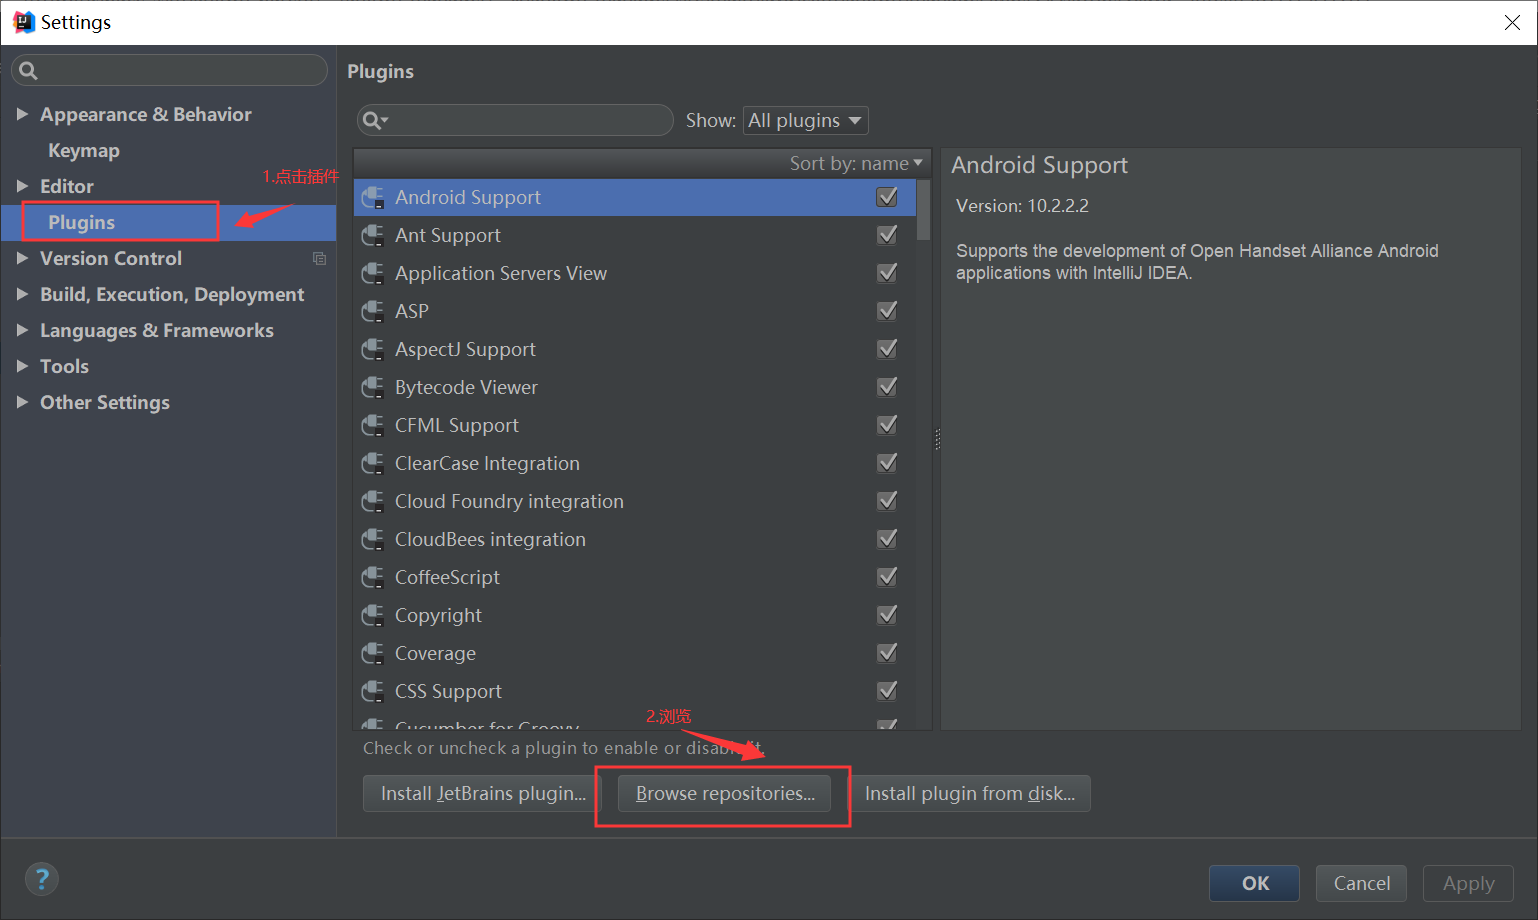 Settings
Plugins
Appearance & Behavior
Keymap
1.点击插件
Editor
Plugins
Version Control
Build, Execution, Deployment
Languages & Frameworks
Tools
Other Settings
Show: All plugins
Sort by: name
Android Support
Ant Support
Application Servers View
ASP
AspectJ Support
Bytecode Viewer
CFML Support
ClearCase Integration
Cloud Foundry integration
CloudBees integration
CoffeeScript
Copyright
Coverage
CSS Support
Cucumber for Groovy
2.浏览
Check or uncheck a plugin to enable or disable it.
Install JetBrains plugin...
Browse repositories...
Install plugin from disk...
Android Support
Version: 10.2.2.2
Supports the development of Open Handset Alliance Android
applications with IntelliJ IDEA.
?
OK
Cancel
Apply